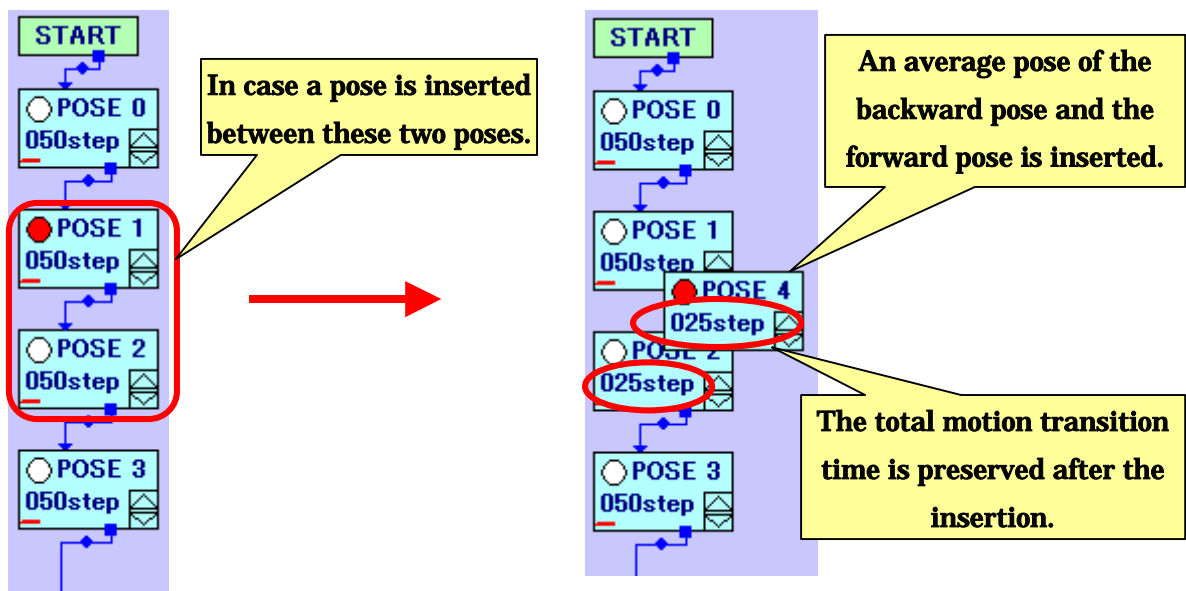 START
POSE 0
050step
POSE 1
050step
POSE 2
050step
POSE 3
050step
In case a pose is inserted
between these two poses.
START
POSE 0
050step
POSE 1
050step
POSE 4
025step
POSE 2
025step
POSE 3
050step
An average pose of the
backward pose and the
forward pose is inserted.
The total motion transition
time is preserved after the
insertion.